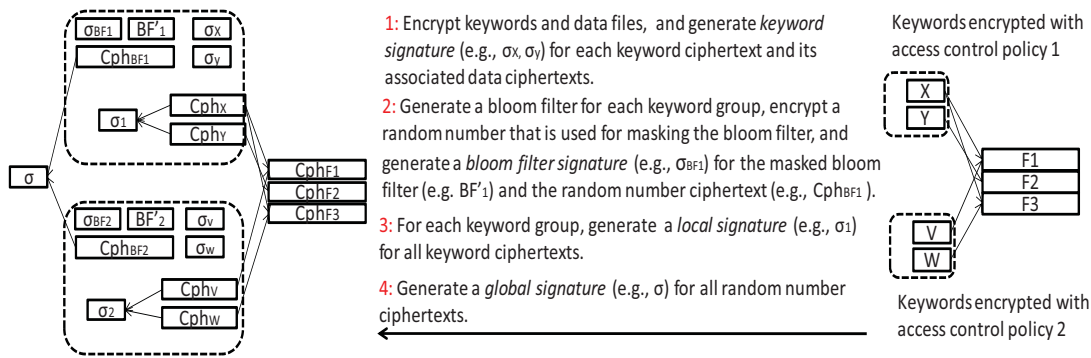 σBF1 BF'1 σX
CphBF1 σy
σ1 CphX
CphY
σ
CphF1
CphF2
CphF3
σBF2 BF'2 σv
CphBF2 σw
σ2 CphV
CphW
1: Encrypt keywords and data files, and generate keyword
signature (e.g., σX, σy) for each keyword ciphertext and its
associated data ciphertexts.
2: Generate a bloom filter for each keyword group, encrypt a
random number that is used for masking the bloom filter, and
generate a bloom filter signature (e.g., σBF1) for the masked bloom
filter (e.g. BF'1) and the random number ciphertext (e.g., CphBF1 ).
3: For each keyword group, generate a local signature (e.g., σ1)
for all keyword ciphertexts.
4: Generate a global signature (e.g., σ) for all random number
ciphertexts.
Keywords encrypted with
access control policy 1
X
Y
F1
F2
F3
V
W
Keywords encrypted with
access control policy 2